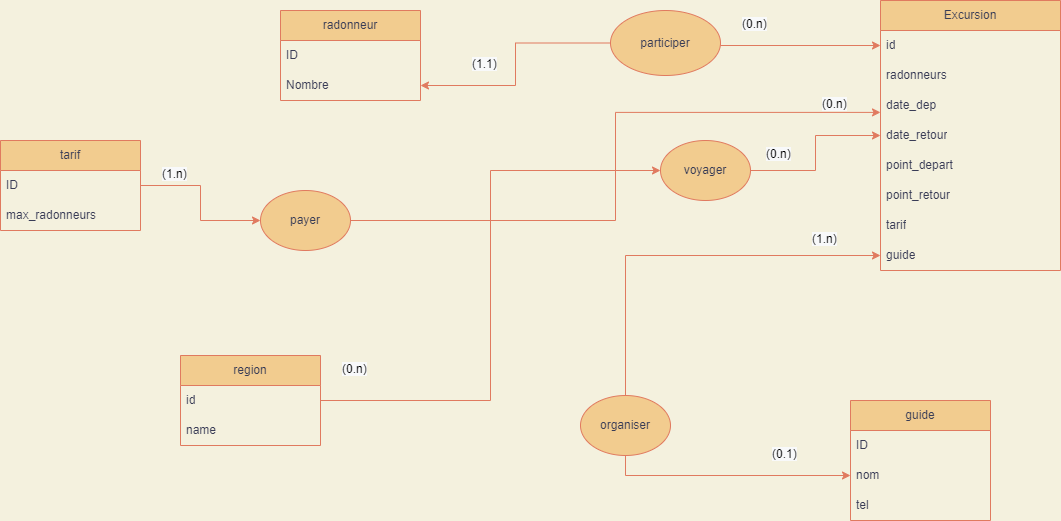 radonneur
ID
Nombre
(1.1)
participer
(0.n)
Excursion
id
radonneurs
date_dep
date_retour
point_depart
point_retour
tarif
guide
(0.n)
(0.n)
(1.n)
tarif
ID
max_radonneurs
(1.n)
payer
voyager
region
id
name
(0.n)
organiser
(0.1)
guide
ID
nom
tel